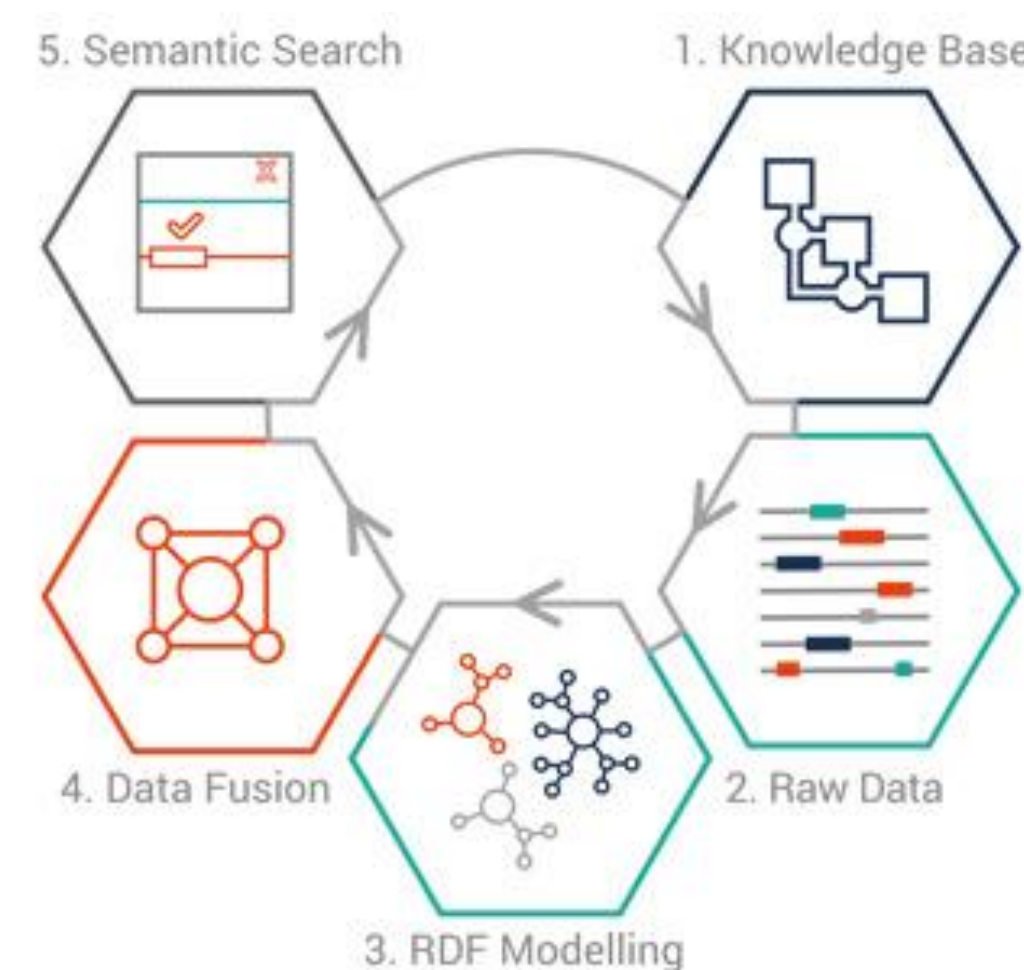 5. Semantic Search
1. Knowledge Base
4. Data Fusion
2. Raw Data
3. RDF Modelling